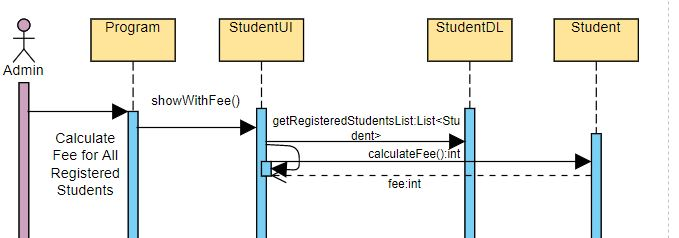 Program
StudentUI
StudentDL
Student
Admin
showWithFee()
getRegisteredStudentsList:List<Stu
dent>
Calculate
Fee for All
Registered
Students
calculateFee():int
fee:int